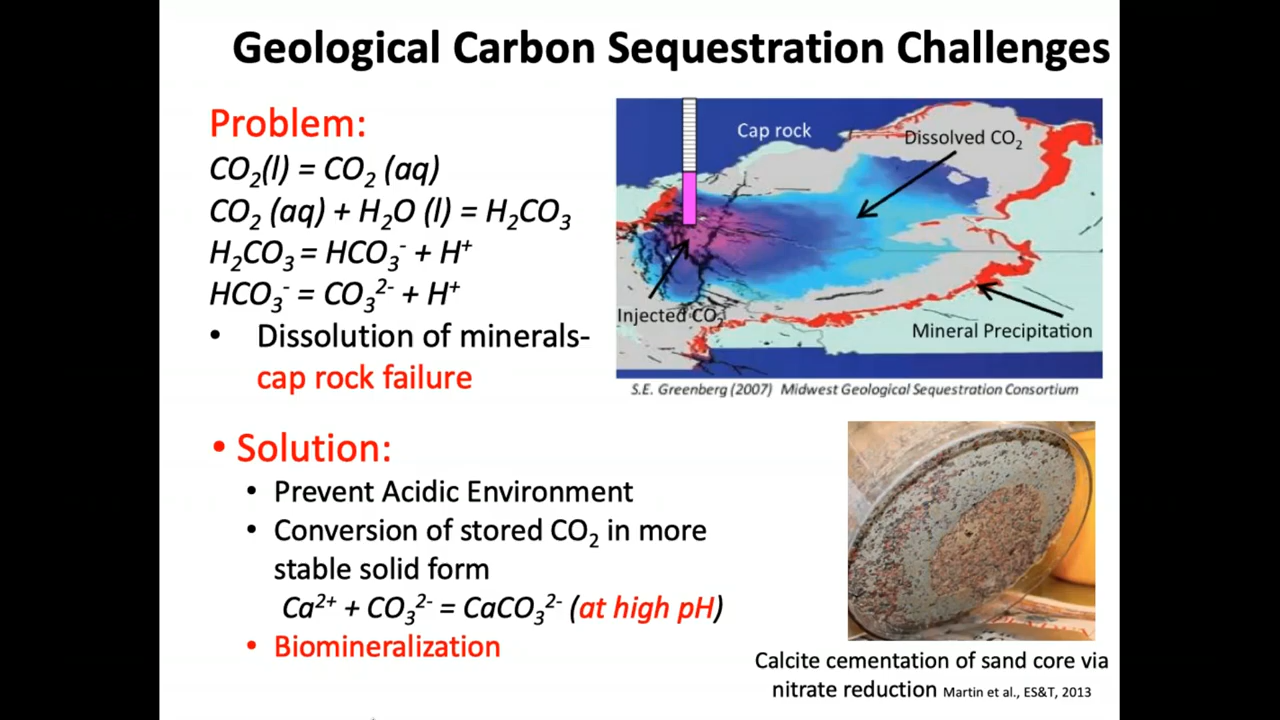 Geological Carbon Sequestration Challenges
Problem:
CO₂(l) = CO₂ (aq)
CO₂ (aq) + H₂O (l) = H₂CO₃
H₂CO₃ = HCO₃⁻ + H⁺
HCO₃⁻ = CO₃²⁻ + H⁺
• Dissolution of minerals-
cap rock failure
Cap rock
Dissolved CO₂
Injected CO₂
Mineral Precipitation
S.E. Greenberg (2007) Midwest Geological Sequestration Consortium
• Solution:
• Prevent Acidic Environment
• Conversion of stored CO₂ in more
stable solid form
Ca²⁺ + CO₃²⁻ = CaCO₃²⁻ (at high pH)
• Biomineralization
Calcite cementation of sand core via
nitrate reduction Martin et al., ES&T, 2013